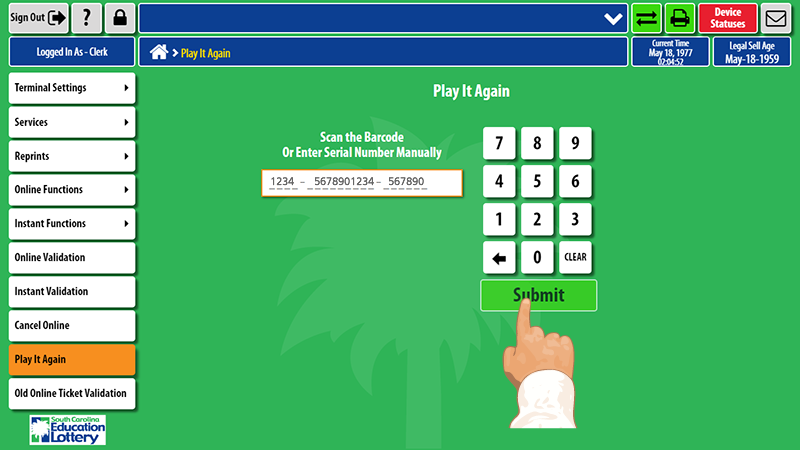 Sign Out
?
Device
Statuses
Logged In As - Clerk
> Play It Again
Current Time
May 18, 1977
02:04:52
Legal Sell Age
May-18-1959
Terminal Settings
Services
Reprints
Online Functions
Instant Functions
Online Validation
Instant Validation
Cancel Online
Play It Again
Old Online Ticket Validation
South Carolina
Education
Lottery
Play It Again
Scan the Barcode
Or Enter Serial Number Manually
1234 - 5678901234 - 567890
7 8 9
4 5 6
1 2 3
0 CLEAR
Submit